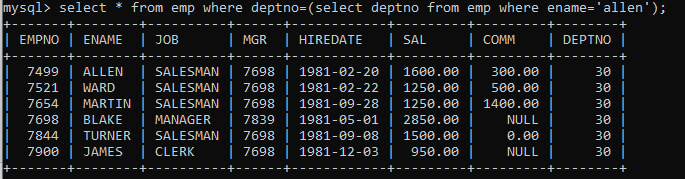 mysql> select * from emp where deptno=(select deptno from emp where ename='allen');
+-------+--------+----------+------+------------+---------+---------+--------+
| EMPNO | ENAME | JOB | MGR | HIREDATE | SAL | COMM | DEPTNO |
+-------+--------+----------+------+------------+---------+---------+--------+
| 7499 | ALLEN | SALESMAN | 7698 | 1981-02-20 | 1600.00 | 300.00 | 30 |
| 7521 | WARD | SALESMAN | 7698 | 1981-02-22 | 1250.00 | 500.00 | 30 |
| 7654 | MARTIN | SALESMAN | 7698 | 1981-09-28 | 1250.00 | 1400.00 | 30 |
| 7698 | BLAKE | MANAGER | 7839 | 1981-05-01 | 2850.00 | NULL | 30 |
| 7844 | TURNER | SALESMAN | 7698 | 1981-09-08 | 1500.00 | 0.00 | 30 |
| 7900 | JAMES | CLERK | 7698 | 1981-12-03 | 950.00 | NULL | 30 |
+-------+--------+----------+------+------------+---------+---------+--------+